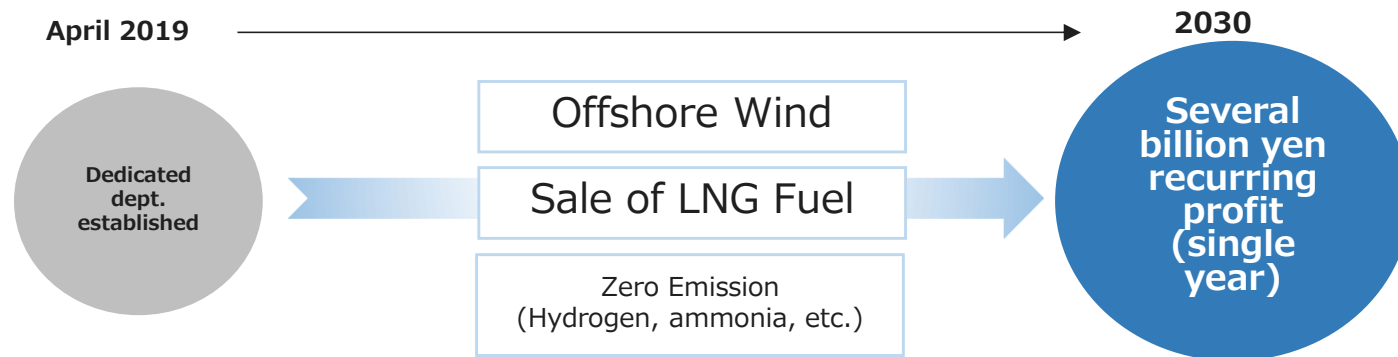 April 2019
2030
Dedicated
dept.
established
Offshore Wind
Sale of LNG Fuel
Zero Emission
(Hydrogen, ammonia, etc.)
Several
billion yen
recurring
profit
(single
year)